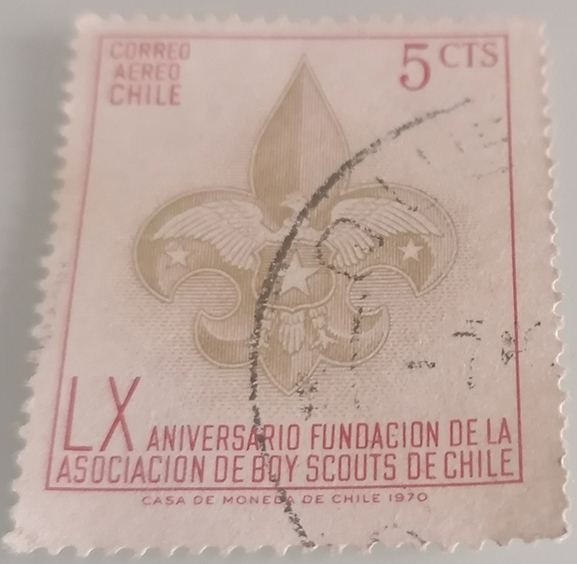 CORREO
AEREO
CHILE
5 CTS
LX ANIVERSARIO FUNDACION DE LA
ASOCIACION DE BOY SCOUTS DE CHILE
CASA DE MONEDA DE CHILE 1970